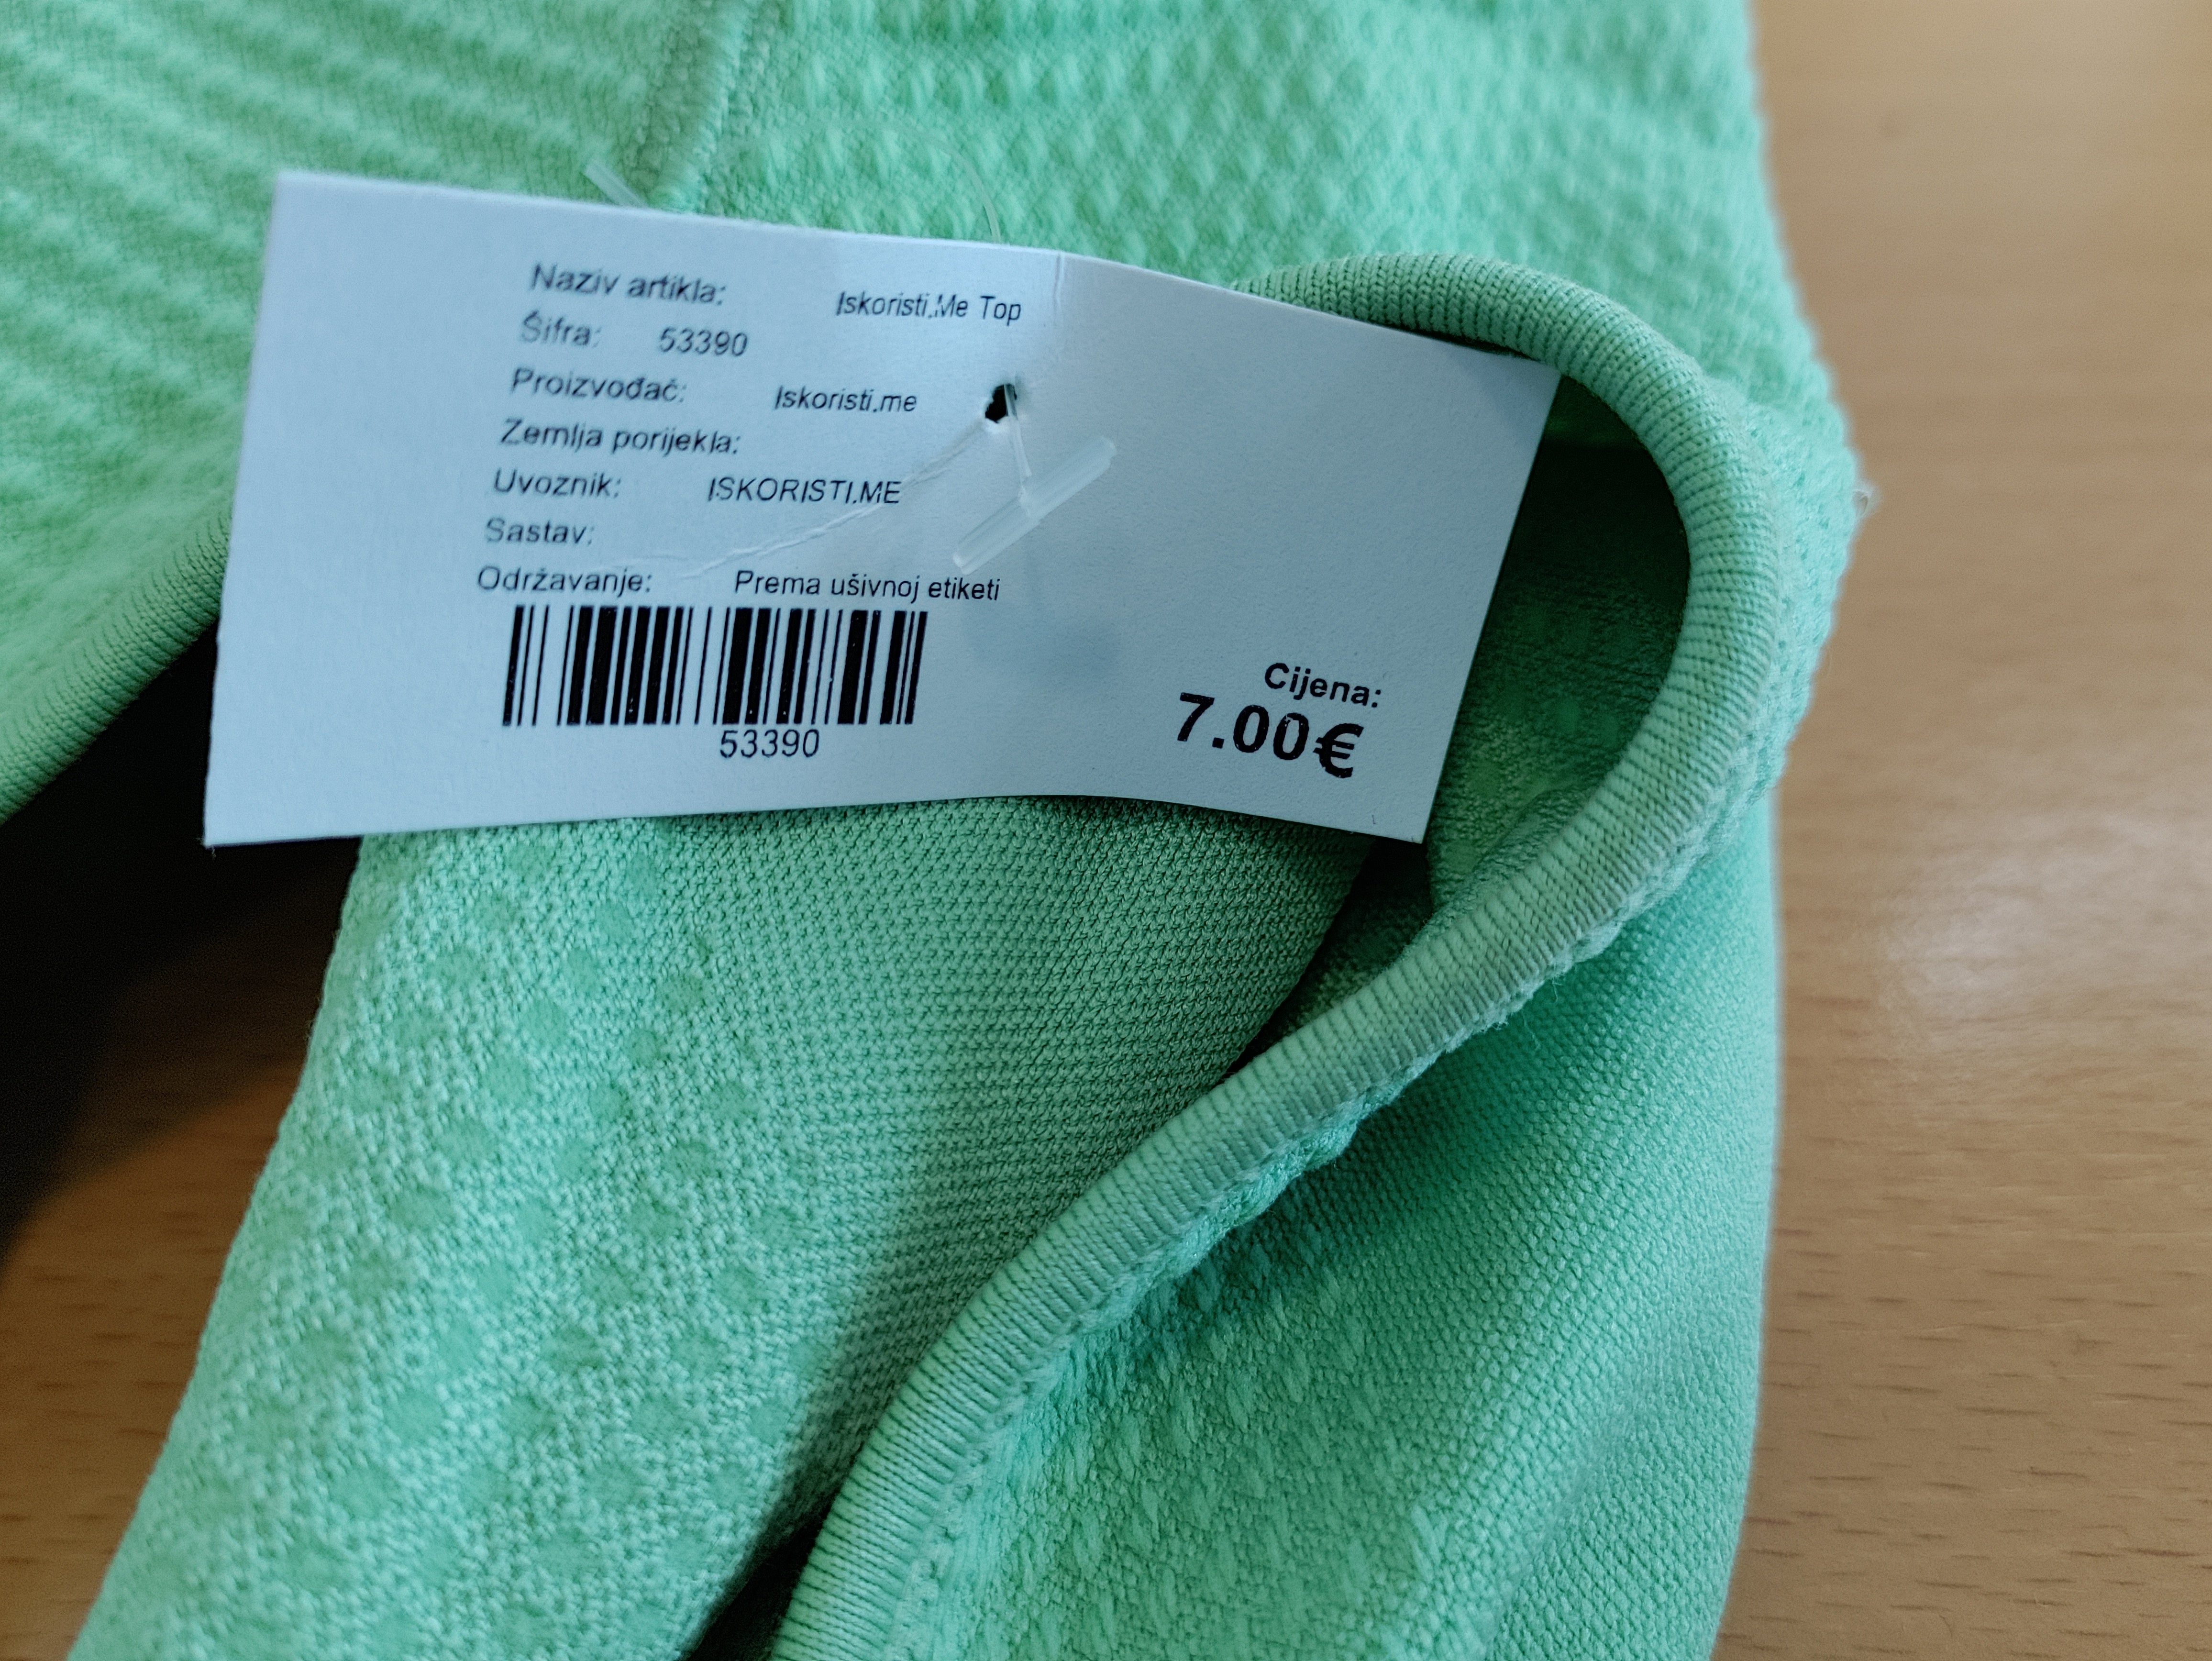 Naziv artikla: Iskoristi.Me Top
Šifra: 53390
Proizvođač: Iskoristi.me
Zemlja porijekla:
Uvoznik: ISKORISTI.ME
Sastav:
Održavanje: Prema ušivnoj etiketi
53390
Cijena:
7.00€